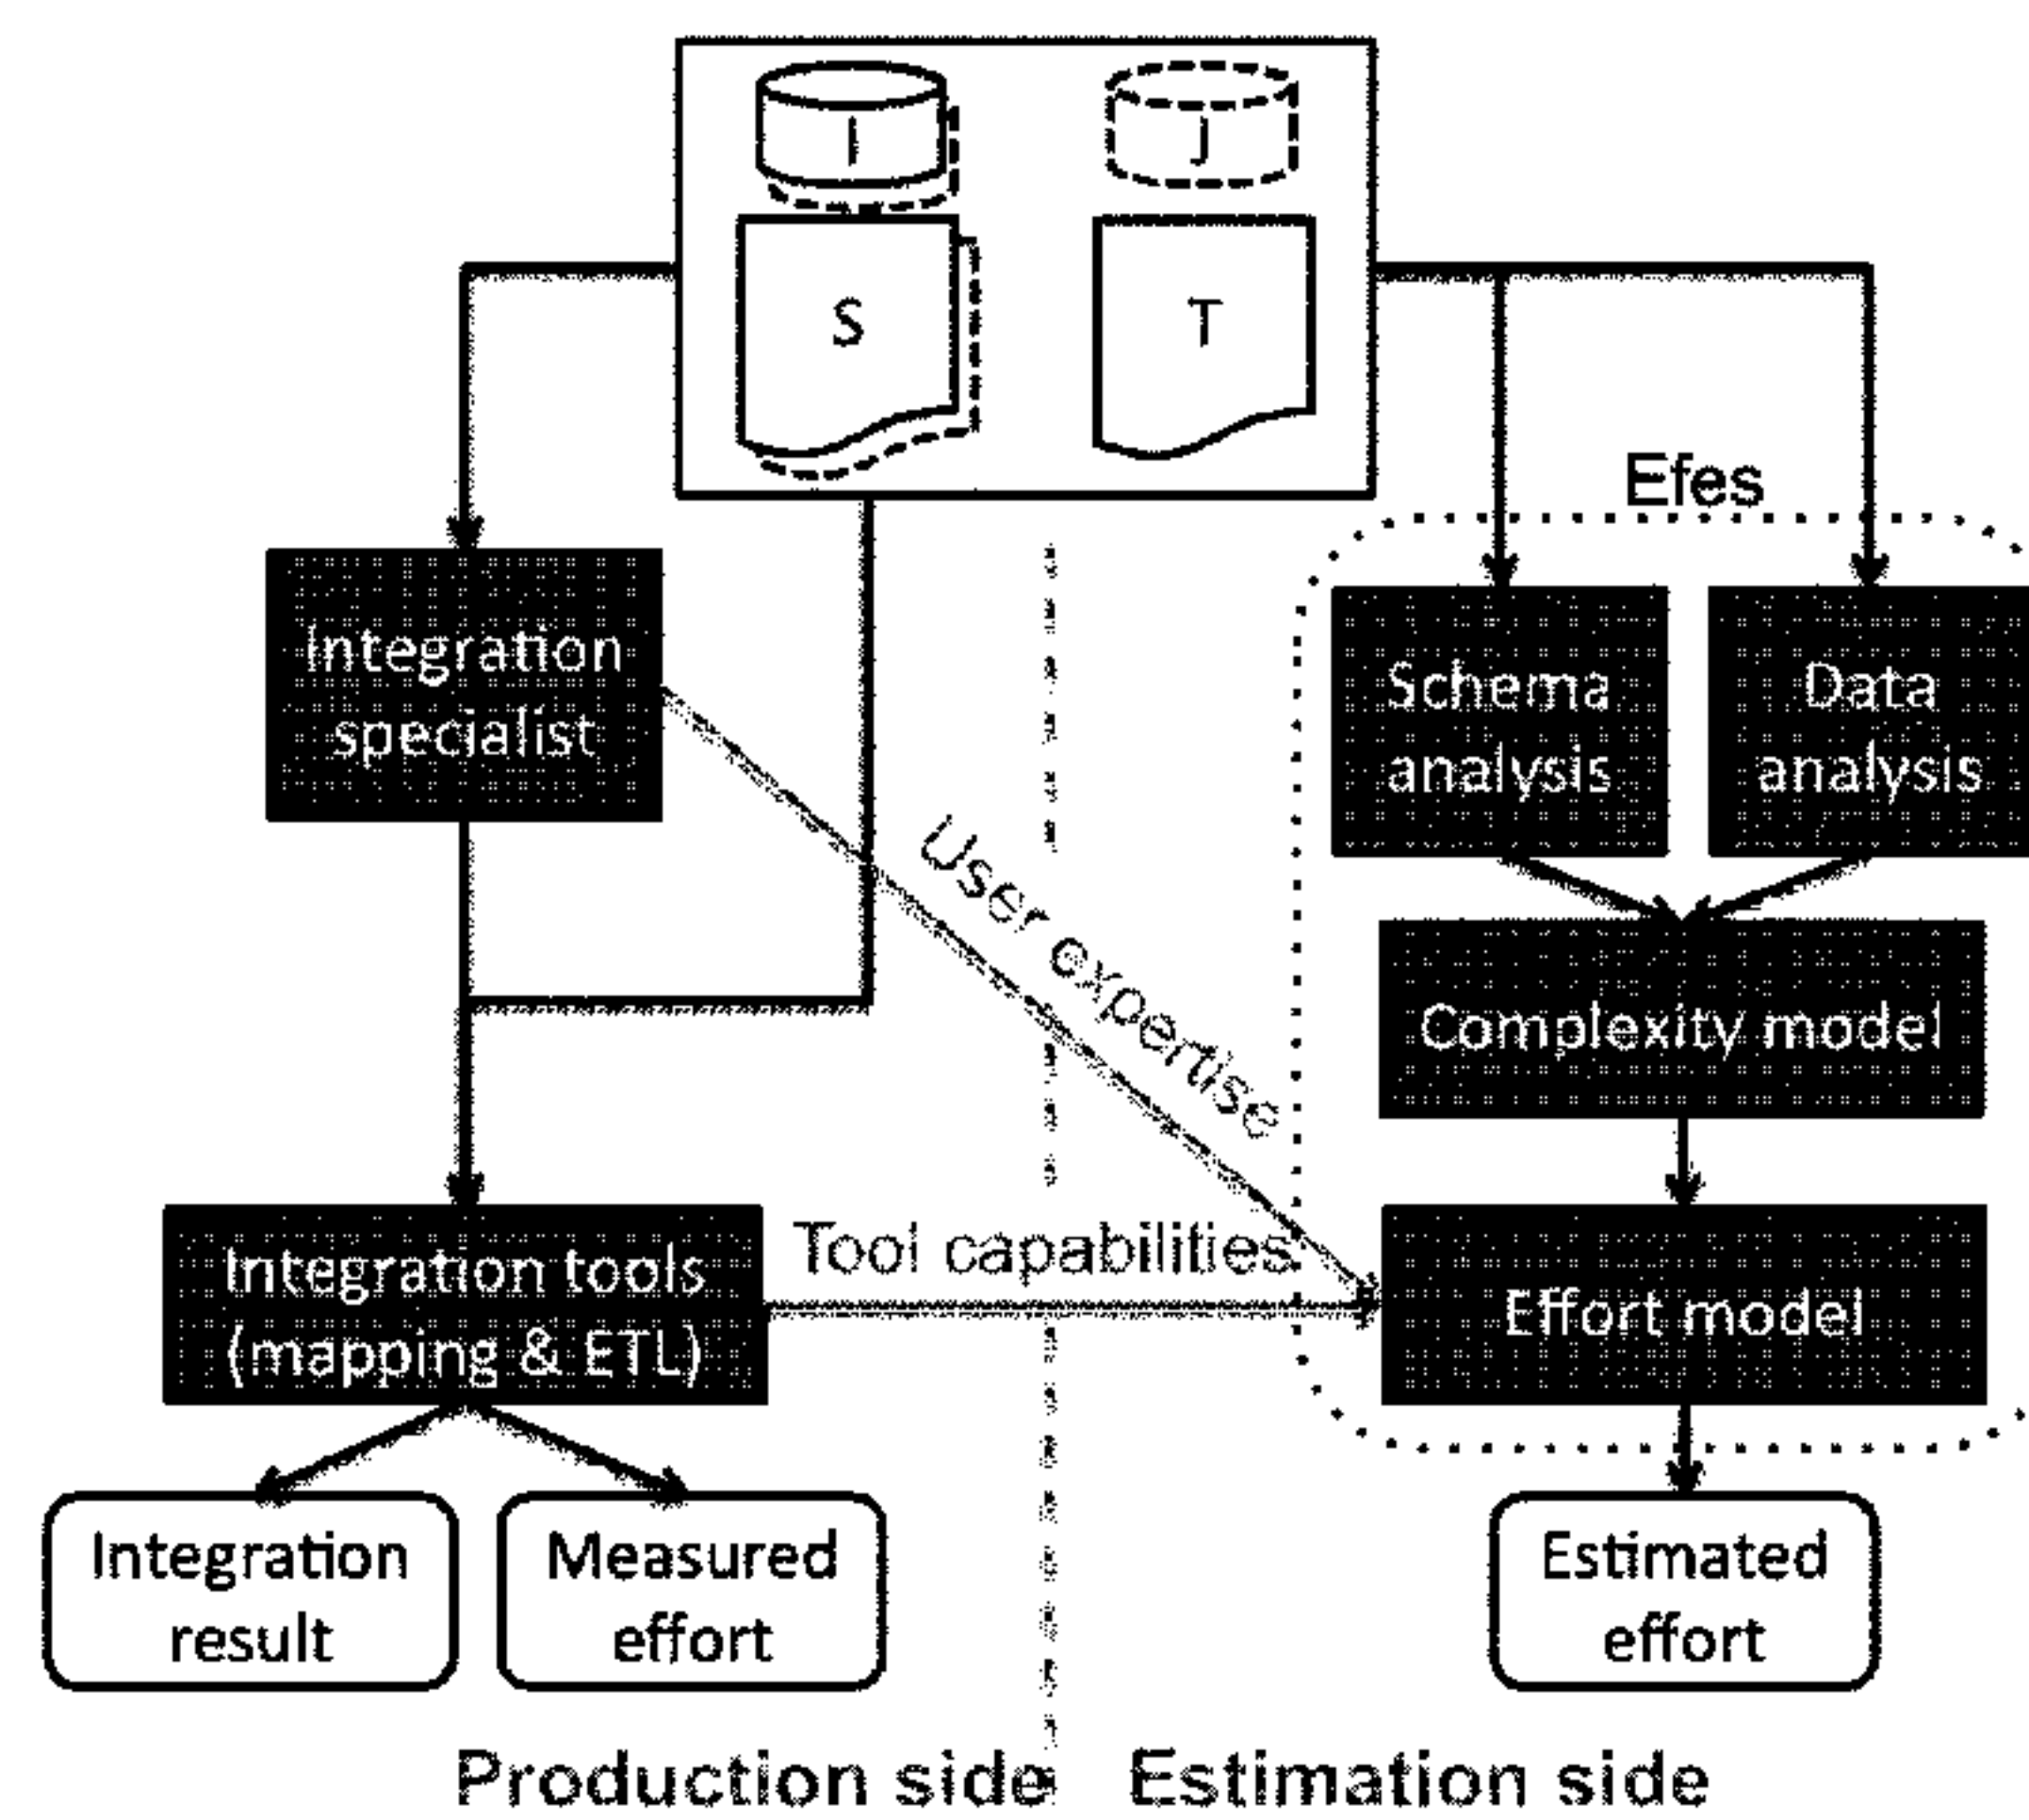 I
J
S
T
Efes
Integration
specialist
Schema
analysis
Data
analysis
User expertise
Complexity model
Tool capabilities
Integration tools
(mapping & ETL)
Effort model
Integration
result
Measured
effort
Estimated
effort
Production side
Estimation side